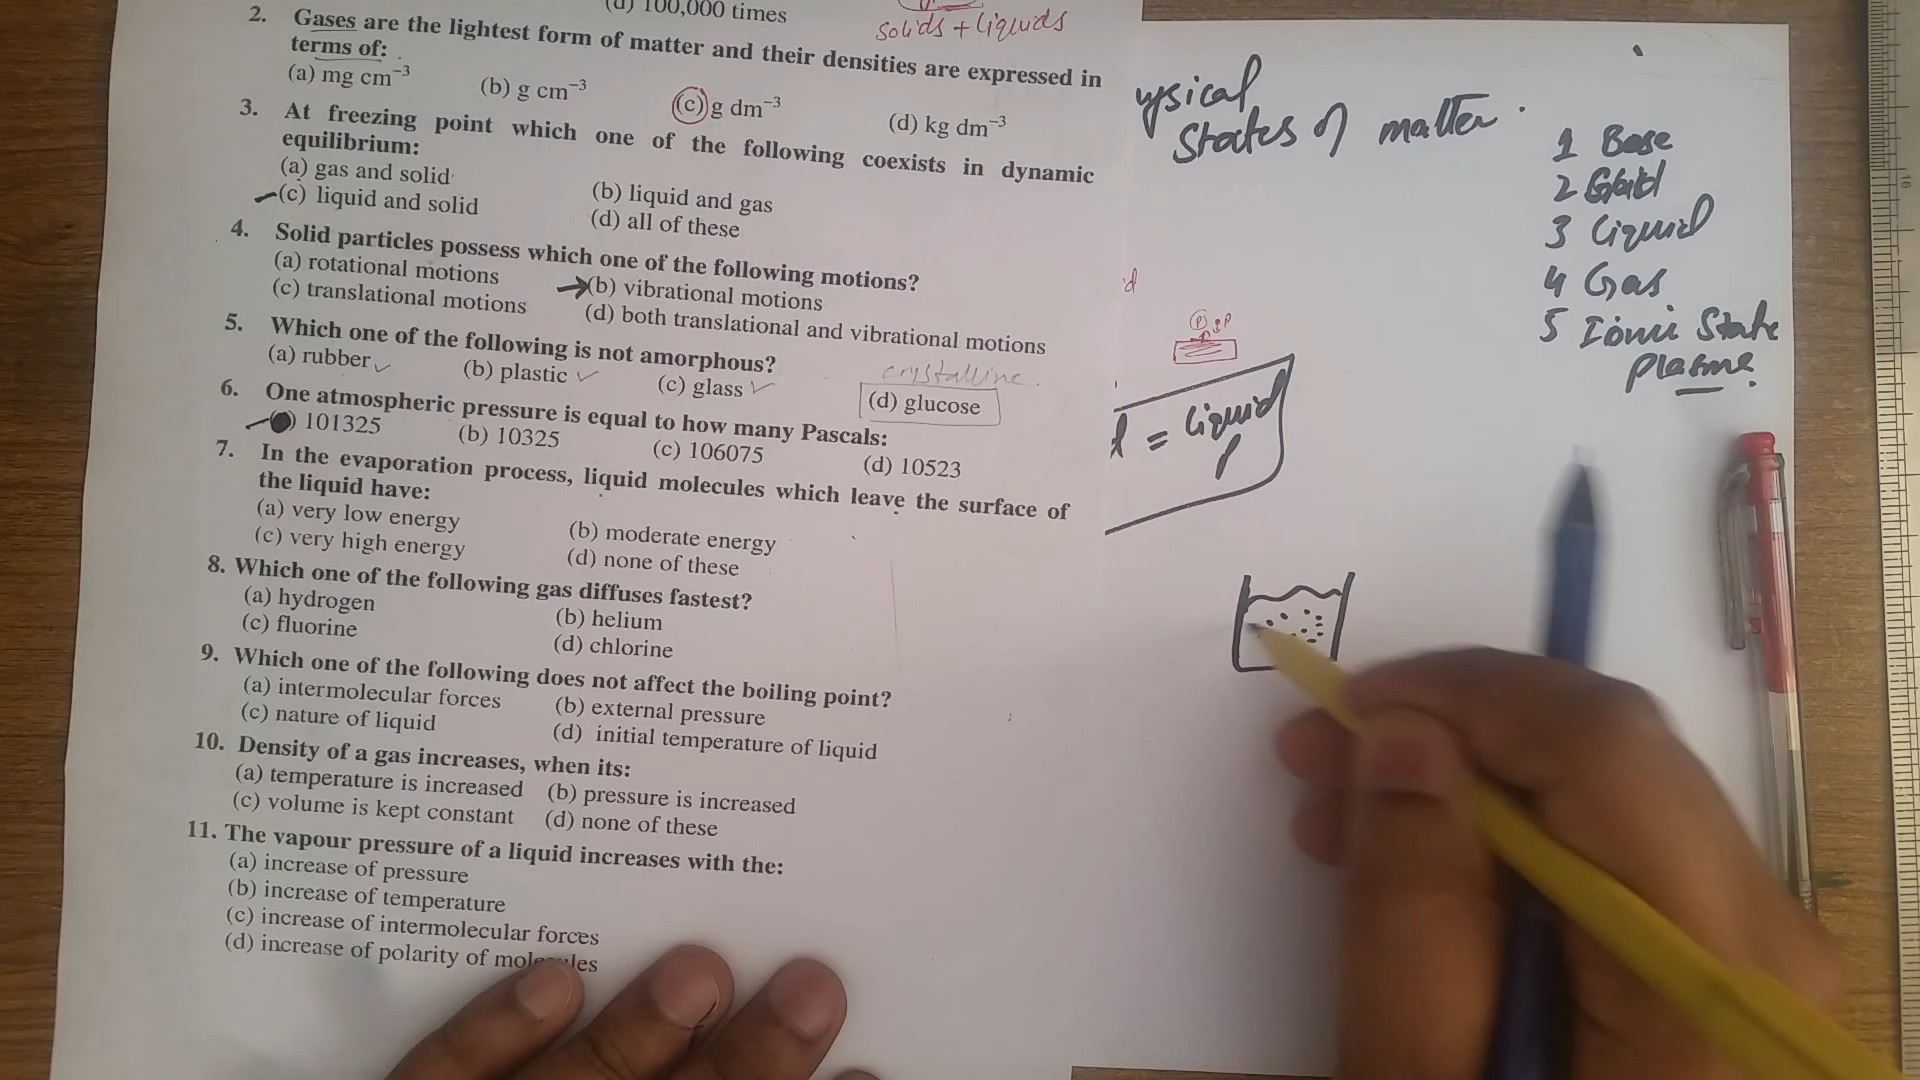 (d) 100,000 times
solids + liquids
2. Gases are the lightest form of matter and their densities are expressed in
terms of:
(a) mg cm⁻³ (b) g cm⁻³ (c) g dm⁻³ (d) kg dm⁻³
3. At freezing point which one of the following coexists in dynamic
equilibrium:
(a) gas and solid (b) liquid and gas
(c) liquid and solid (d) all of these
4. Solid particles possess which one of the following motions?
(a) rotational motions (b) vibrational motions
(c) translational motions (d) both translational and vibrational motions
5. Which one of the following is not amorphous?
(a) rubber (b) plastic (c) glass (d) glucose
crystalline.
6. One atmospheric pressure is equal to how many Pascals:
) 101325 (b) 10325 (c) 106075 (d) 10523
7. In the evaporation process, liquid molecules which leave the surface of
the liquid have:
(a) very low energy (b) moderate energy
(c) very high energy (d) none of these
8. Which one of the following gas diffuses fastest?
(a) hydrogen (b) helium
(c) fluorine (d) chlorine
9. Which one of the following does not affect the boiling point?
(a) intermolecular forces (b) external pressure
(c) nature of liquid (d) initial temperature of liquid
10. Density of a gas increases, when its:
(a) temperature is increased (b) pressure is increased
(c) volume is kept constant (d) none of these
11. The vapour pressure of a liquid increases with the:
(a) increase of pressure
(b) increase of temperature
(c) increase of intermolecular forces
(d) increase of polarity of molecules
ysical
States of matter.
1 Base
2
3 Liquid
4 Gas
5 Ionic State
Plasma.
d
P P
= liquid
16